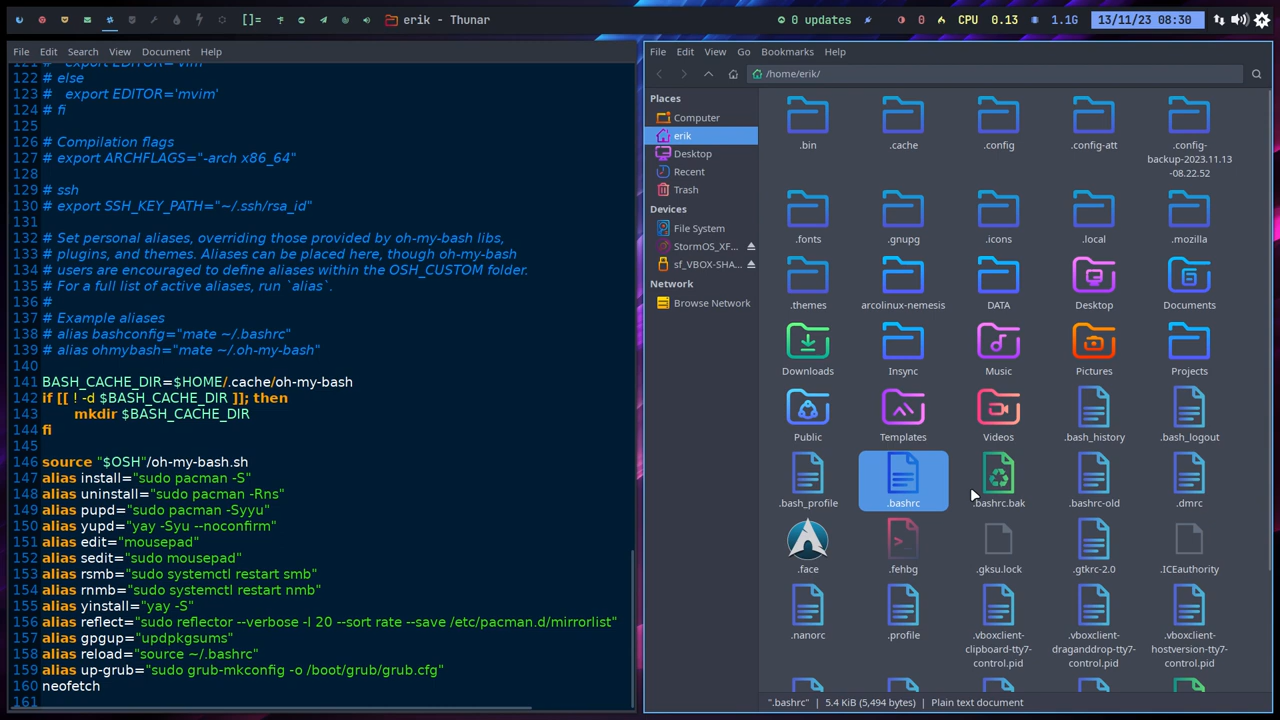 []=
erik - Thunar
0 updates
0
CPU 0.13
1.1G
13/11/23 08:30
File Edit Search View Document Help
121 # export EDITOR='vim'
122 # else
123 #   export EDITOR='mvim'
124 # fi
125
126 # Compilation flags
127 # export ARCHFLAGS="-arch x86_64"
128
129 # ssh
130 # export SSH_KEY_PATH="~/.ssh/rsa_id"
131
132 # Set personal aliases, overriding those provided by oh-my-bash libs,
133 # plugins, and themes. Aliases can be placed here, though oh-my-bash
134 # users are encouraged to define aliases within the OSH_CUSTOM folder.
135 # For a full list of active aliases, run `alias`.
136 #
137 # Example aliases
138 # alias bashconfig="mate ~/.bashrc"
139 # alias ohmybash="mate ~/.oh-my-bash"
140
141 BASH_CACHE_DIR=$HOME/.cache/oh-my-bash
142 if [[ ! -d $BASH_CACHE_DIR ]]; then
143         mkdir $BASH_CACHE_DIR
144 fi
145
146 source "$OSH"/oh-my-bash.sh
147 alias install="sudo pacman -S"
148 alias uninstall="sudo pacman -Rns"
149 alias pupd="sudo pacman -Syyu"
150 alias yupd="yay -Syu --noconfirm"
151 alias edit="mousepad"
152 alias sedit="sudo mousepad"
153 alias rsmb="sudo systemctl restart smb"
154 alias rnmb="sudo systemctl restart nmb"
155 alias yinstall="yay -S"
156 alias reflect="sudo reflector --verbose -l 20 --sort rate --save /etc/pacman.d/mirrorlist"
157 alias gpgup="updpkgsums"
158 alias reload="source ~/.bashrc"
159 alias up-grub="sudo grub-mkconfig -o /boot/grub/grub.cfg"
160 neofetch
161
File Edit View Go Bookmarks Help
/home/erik/
Places
Computer
erik
Desktop
Recent
Trash
Devices
File System
StormOS_XF...
sf_VBOX-SHA...
Network
Browse Network
.bin
.cache
.config
.config-att
.config-
backup-2023.11.13
-08.22.52
.fonts
.gnupg
.icons
.local
.mozilla
.themes
arcolinux-nemesis
DATA
Desktop
Documents
Downloads
Insync
Music
Pictures
Projects
Public
Templates
Videos
.bash_history
.bash_logout
.bash_profile
.bashrc
.bashrc.bak
.bashrc-old
.dmrc
.face
.fehbg
.gksu.lock
.gtkrc-2.0
.ICEauthority
.nanorc
.profile
.vboxclient-
clipboard-tty7-
control.pid
.vboxclient-
draganddrop-tty7-
control.pid
.vboxclient-
hostversion-tty7-
control.pid
".bashrc" | 5.4 KiB (5,494 bytes) | Plain text document